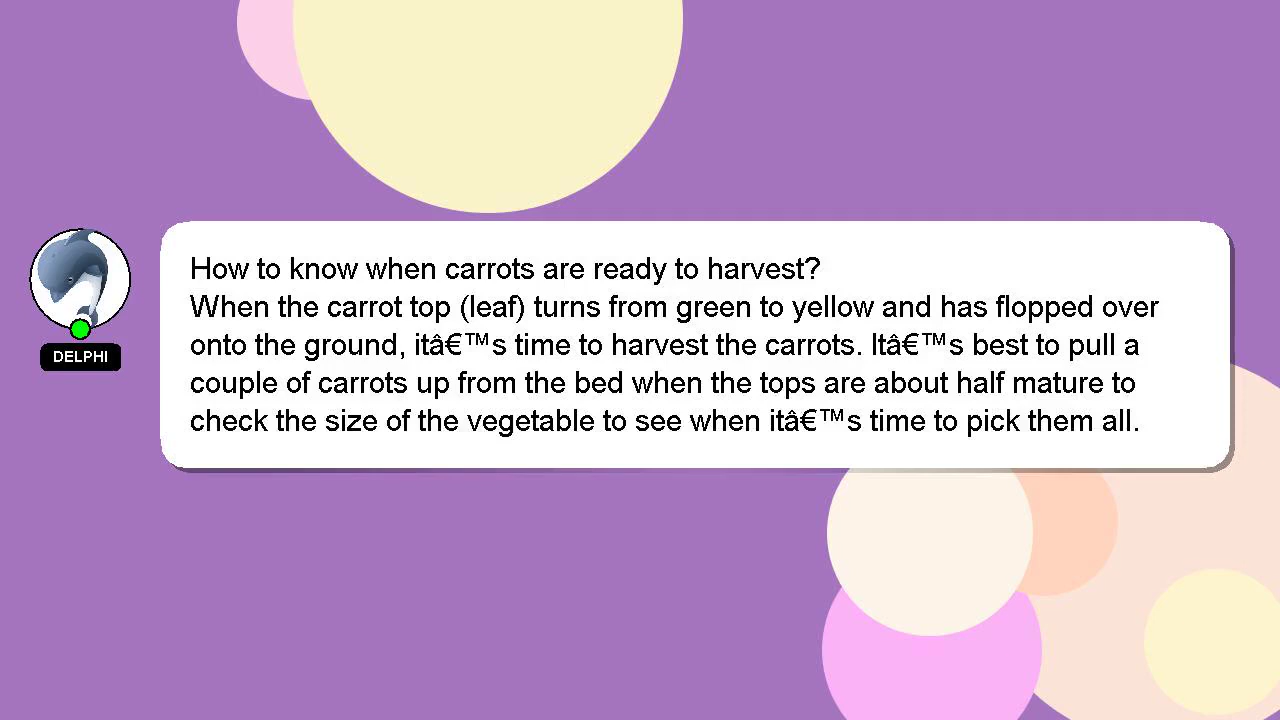 How to know when carrots are ready to harvest?
When the carrot top (leaf) turns from green to yellow and has flopped over
onto the ground, itâ€™s time to harvest the carrots. Itâ€™s best to pull a
couple of carrots up from the bed when the tops are about half mature to
check the size of the vegetable to see when itâ€™s time to pick them all.
DELPHI